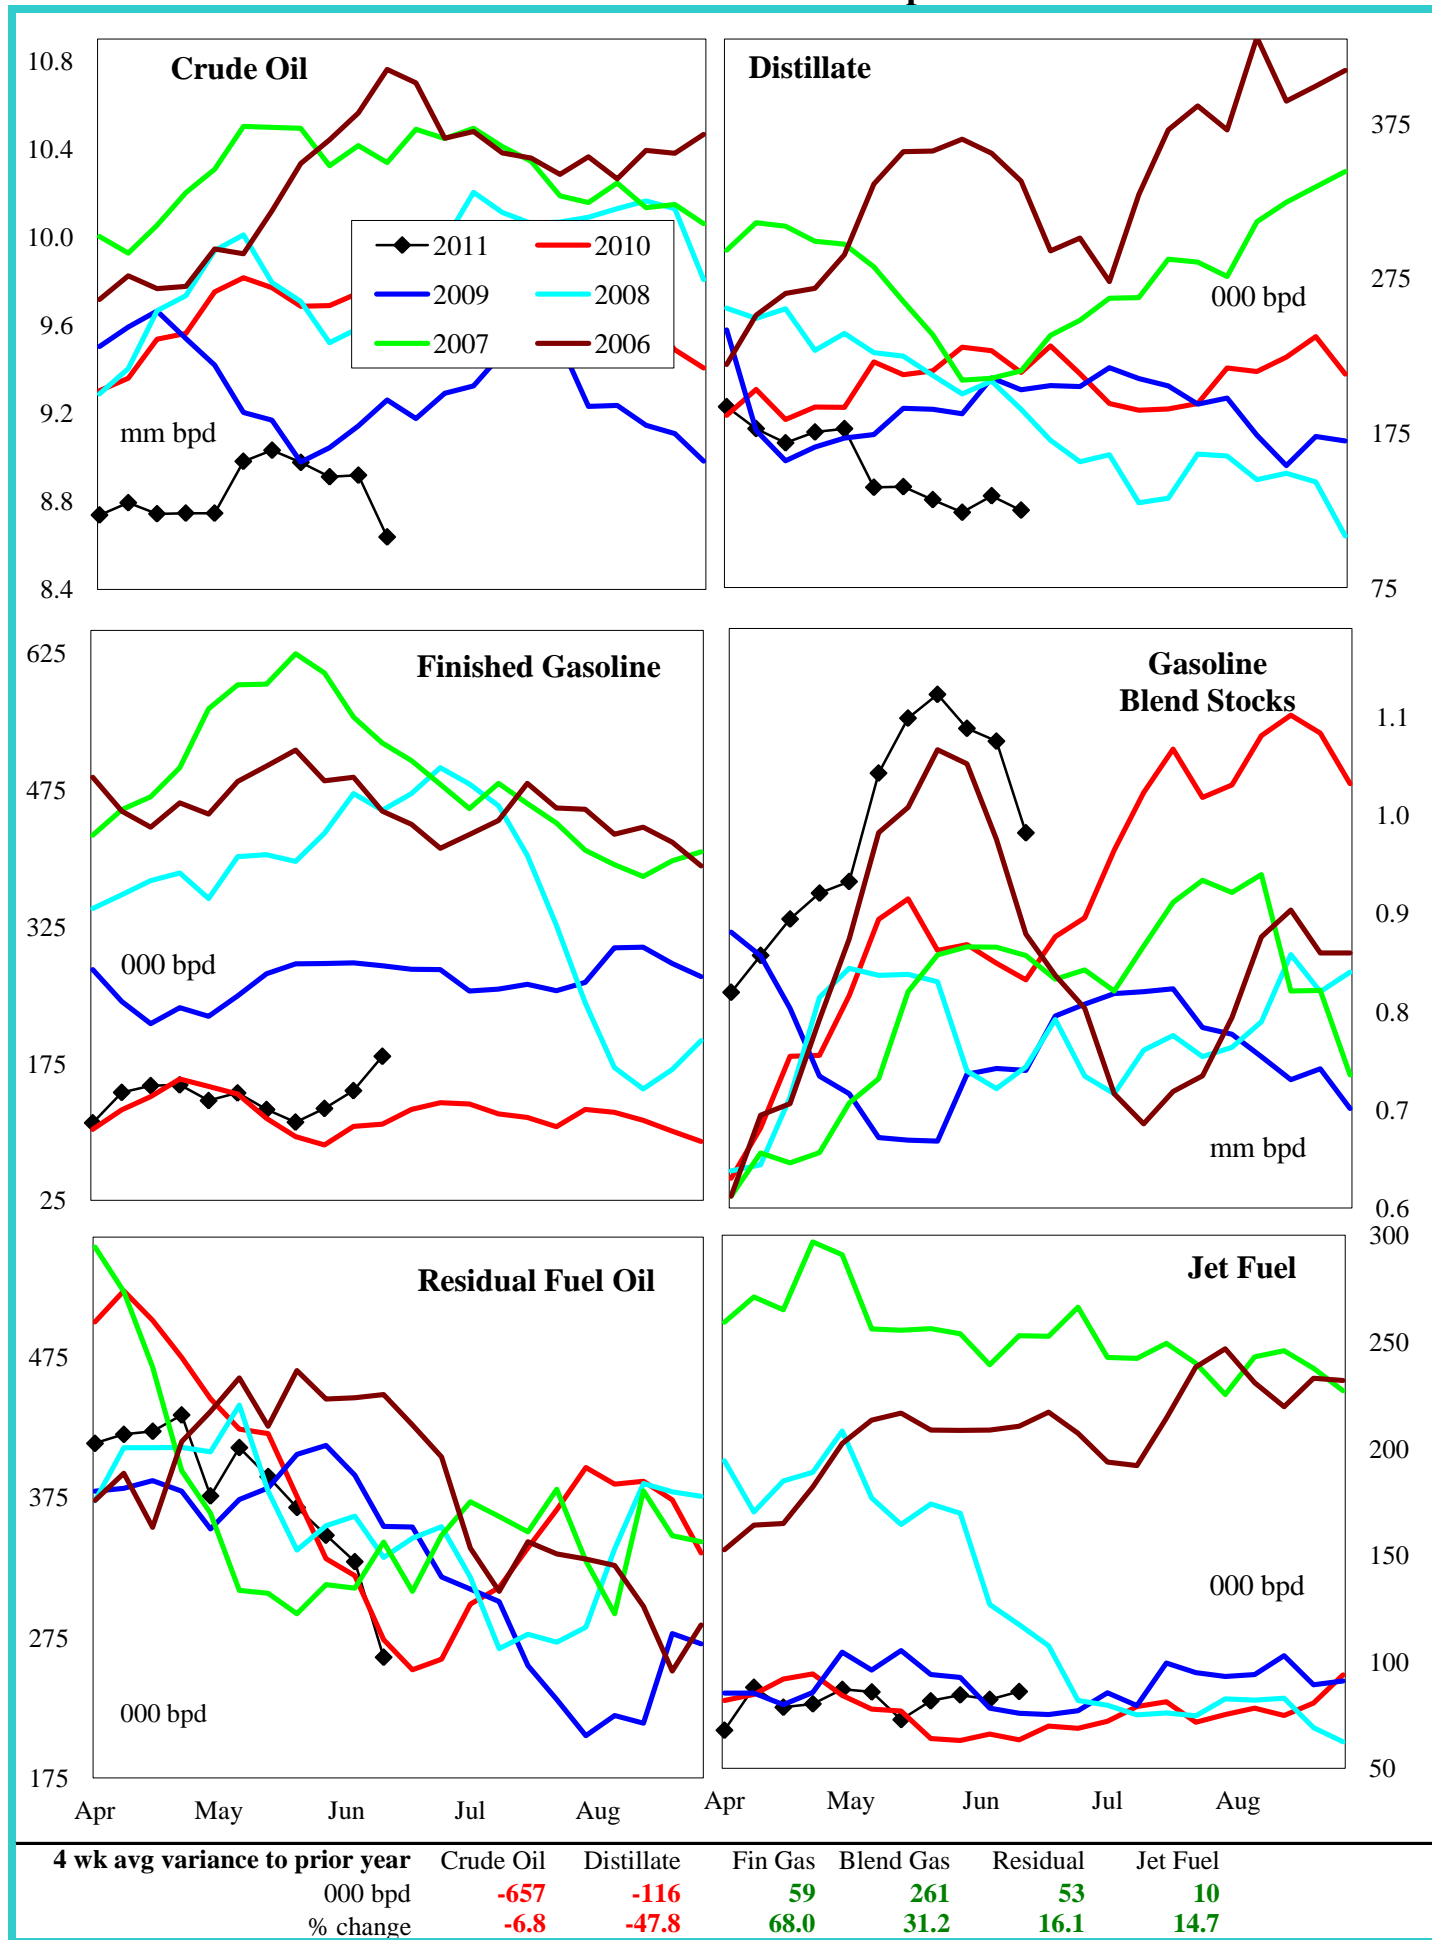 Crude Oil
10.8
10.4
10.0
9.6
9.2
8.8
8.4
mm bpd
2011 2010
2009 2008
2007 2006
Distillate
375
275
175
75
000 bpd
Finished Gasoline
625
475
325
175
25
000 bpd
Gasoline
Blend Stocks
1.1
1.0
0.9
0.8
0.7
0.6
mm bpd
Residual Fuel Oil
475
375
275
175
000 bpd
Apr May Jun Jul Aug
Jet Fuel
300
250
200
150
100
50
000 bpd
Apr May Jun Jul Aug
4 wk avg variance to prior year Crude Oil Distillate Fin Gas Blend Gas Residual Jet Fuel
000 bpd -657 -116 59 261 53 10
% change -6.8 -47.8 68.0 31.2 16.1 14.7